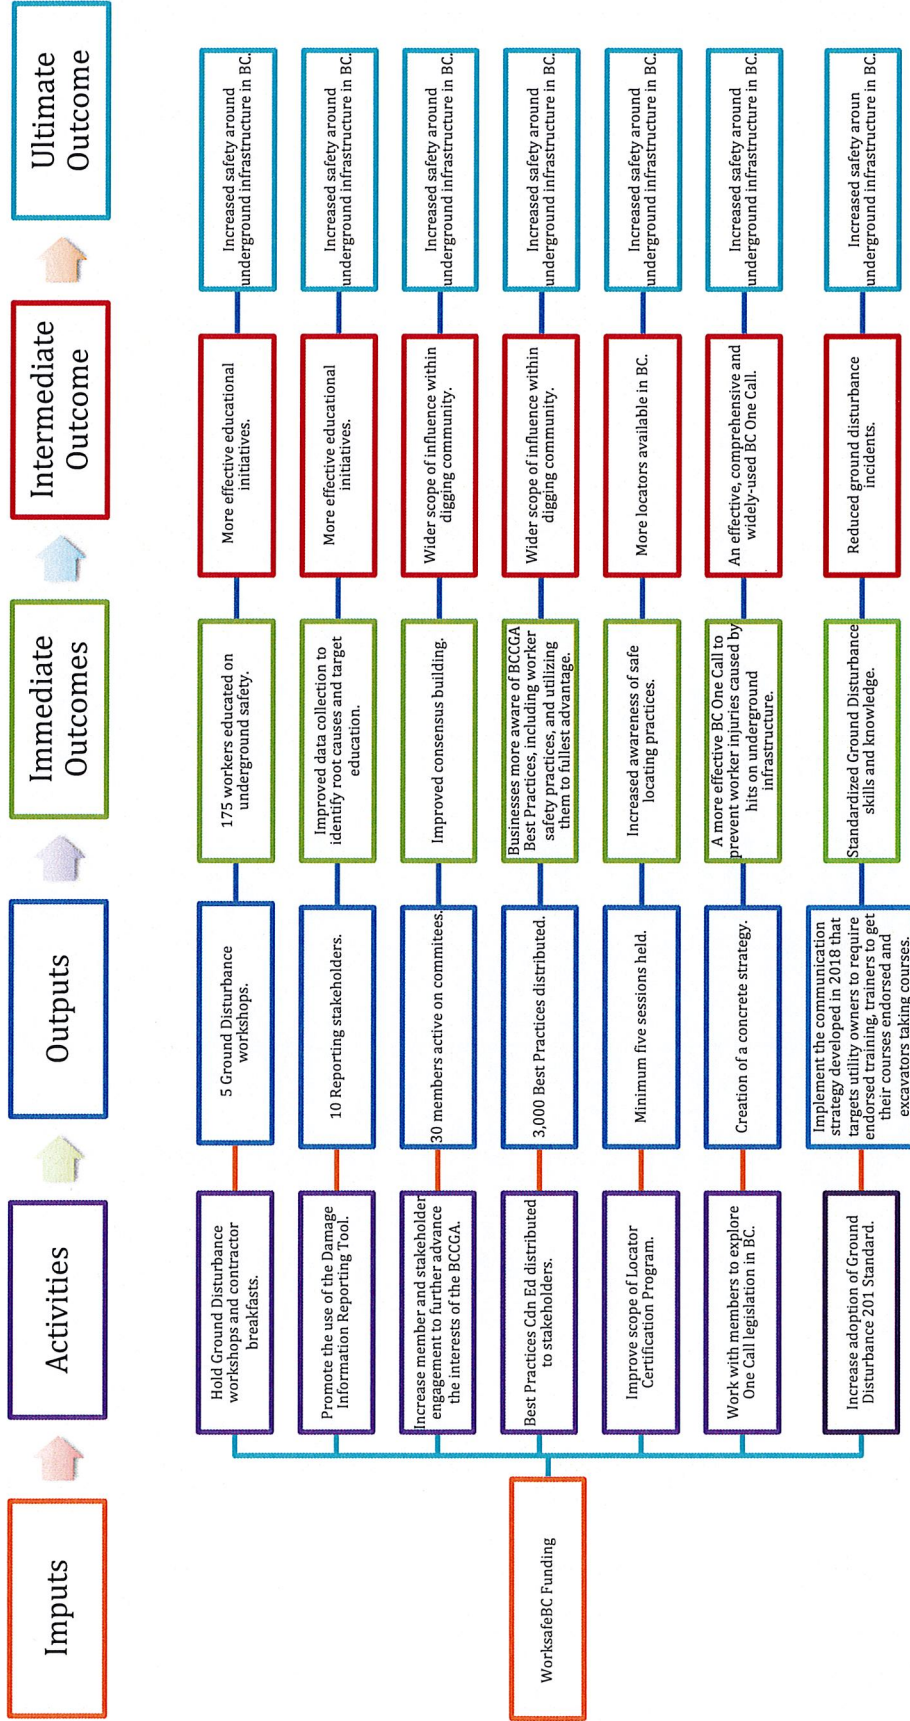 Imputs
Activities
Outputs
Immediate
Outcomes
Intermediate
Outcome
Ultimate
Outcome
WorksafeBC Funding
Hold Ground Disturbance
workshops and contractor
breakfasts.
5 Ground Disturbance
workshops.
175 workers educated on
underground safety.
More effective educational
initiatives.
Increased safety around
underground infrastructure in BC.
Promote the use of the Damage
Information Reporting Tool.
10 Reporting stakeholders.
Improved data collection to
identify root causes and target
education.
More effective educational
initiatives.
Increased safety around
underground infrastructure in BC.
Increase member and stakeholder
engagement to further advance
the interests of the BCCGA.
30 members active on commitees.
Improved consensus building.
Wider scope of influence within
digging community.
Increased safety around
underground infrastructure in BC.
Best Practices Cdn Ed distributed
to stakeholders.
3,000 Best Practices distributed.
Businesses more aware of BCCGA
Best Practices, including worker
safety practices, and utilizing
them to fullest advantage.
Wider scope of influence within
digging community.
Increased safety around
underground infrastructure in BC.
Improve scope of Locator
Certification Program.
Minimum five sessions held.
Increased awareness of safe
locating practices.
More locators available in BC.
Increased safety around
underground infrastructure in BC.
Work with members to explore
One Call legislation in BC.
Creation of a concrete strategy.
A more effective BC One Call to
prevent worker injuries caused by
hits on underground
infrastructure.
An effective, comprehensive and
widely-used BC One Call.
Increased safety around
underground infrastructure in BC.
Increase adoption of Ground
Disturbance 201 Standard.
Implement the communication
strategy developed in 2018 that
targets utility owners to require
endorsed training, trainers to get
their courses endorsed and
excavators taking courses.
Standardized Ground Disturbance
skills and knowledge.
Reduced ground disturbance
incidents.
Increased safety aroun
underground infrastructure in BC.